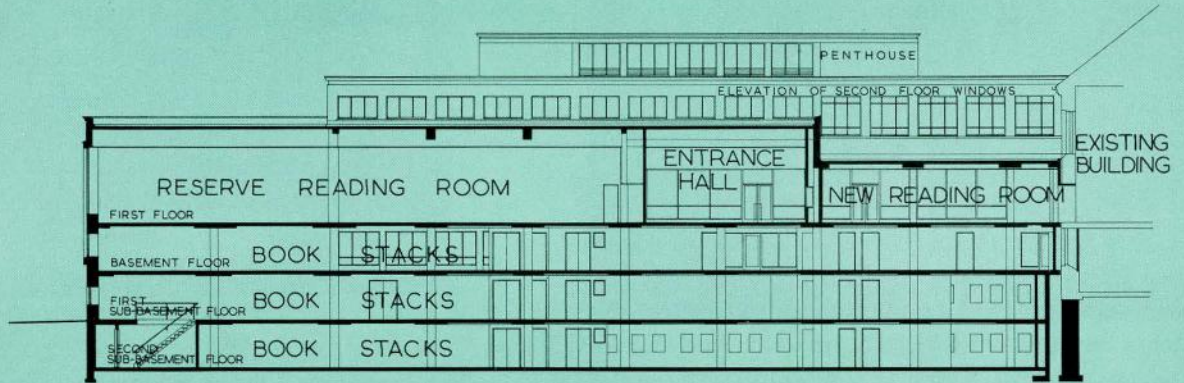 PENTHOUSE
ELEVATION OF SECOND FLOOR WINDOWS
EXISTING
BUILDING
ENTRANCE
HALL
RESERVE READING ROOM
NEW READING ROOM
FIRST FLOOR
BOOK STACKS
BASEMENT FLOOR
BOOK STACKS
FIRST
SUB-BASEMENT FLOOR
BOOK STACKS
SECOND
SUB-BASEMENT FLOOR